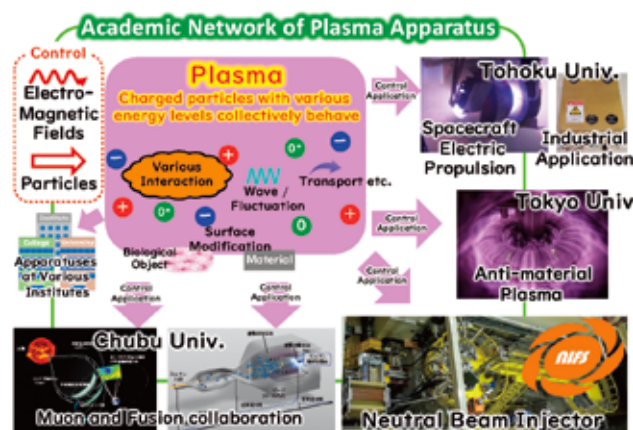 Academic Network of Plasma Apparatus
Control
Electro-
Magnetic
Fields
Particles
Plasma
Charged particles with various
energy levels collectively behave
Various
Interaction
Wave /
Fluctuation
Transport etc.
Surface
Modification
Biological
Object
Material
Control
Application
Tohoku Univ.
Spacecraft
Electric
Propulsion
Industrial
Application
Control
Application
Tokyo Univ
Anti-material
Plasma
Institute
College
University
Apparatuses
at Various
Institutes
Control
Application
Control
Application
Control
Application
Chubu Univ.
Muon and Fusion collaboration
NIFS
Neutral Beam Injector